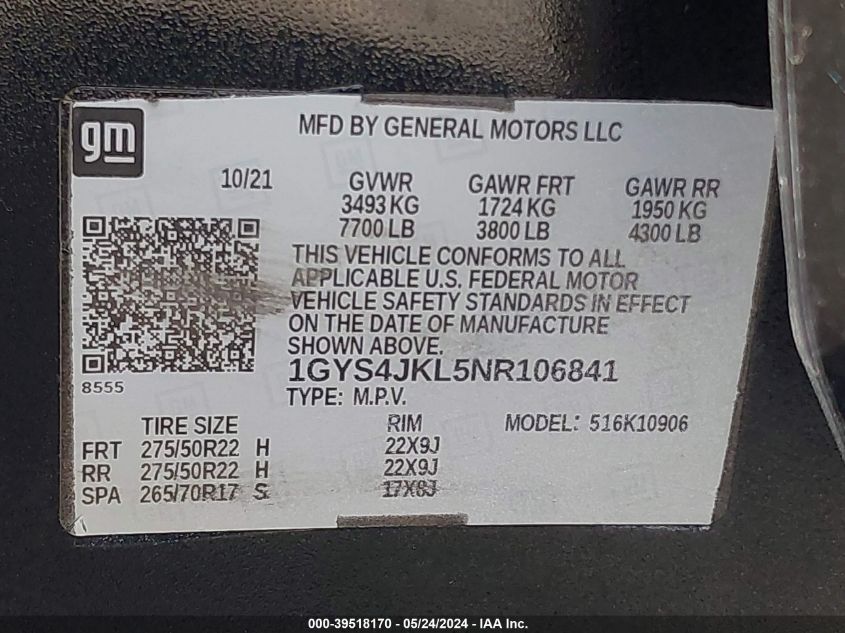 gm
MFD BY GENERAL MOTORS LLC
10/21 GVWR GAWR FRT GAWR RR
3493 KG 1724 KG 1950 KG
7700 LB 3800 LB 4300 LB
THIS VEHICLE CONFORMS TO ALL
APPLICABLE U.S. FEDERAL MOTOR
VEHICLE SAFETY STANDARDS IN EFFECT
ON THE DATE OF MANUFACTURE
SHOWN ABOVE.
1GYS4JKL5NR106841
8555
TYPE: M.P.V.
TIRE SIZE RIM MODEL: 516K10906
FRT 275/50R22 H 22X9J
RR 275/50R22 H 22X9J
SPA 265/70R17 S 17X8J
000-39518170 / 05/24/2024 - IAA Inc.